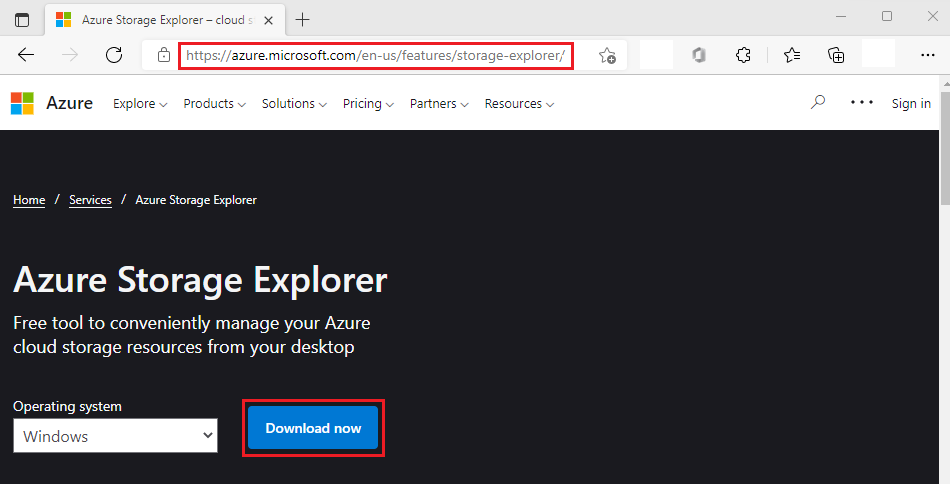 Azure Storage Explorer – cloud s
https://azure.microsoft.com/en-us/features/storage-explorer/
Azure Explore Products Solutions Pricing Partners Resources Sign in
Home / Services / Azure Storage Explorer
Azure Storage Explorer
Free tool to conveniently manage your Azure
cloud storage resources from your desktop
Operating system
Windows
Download now